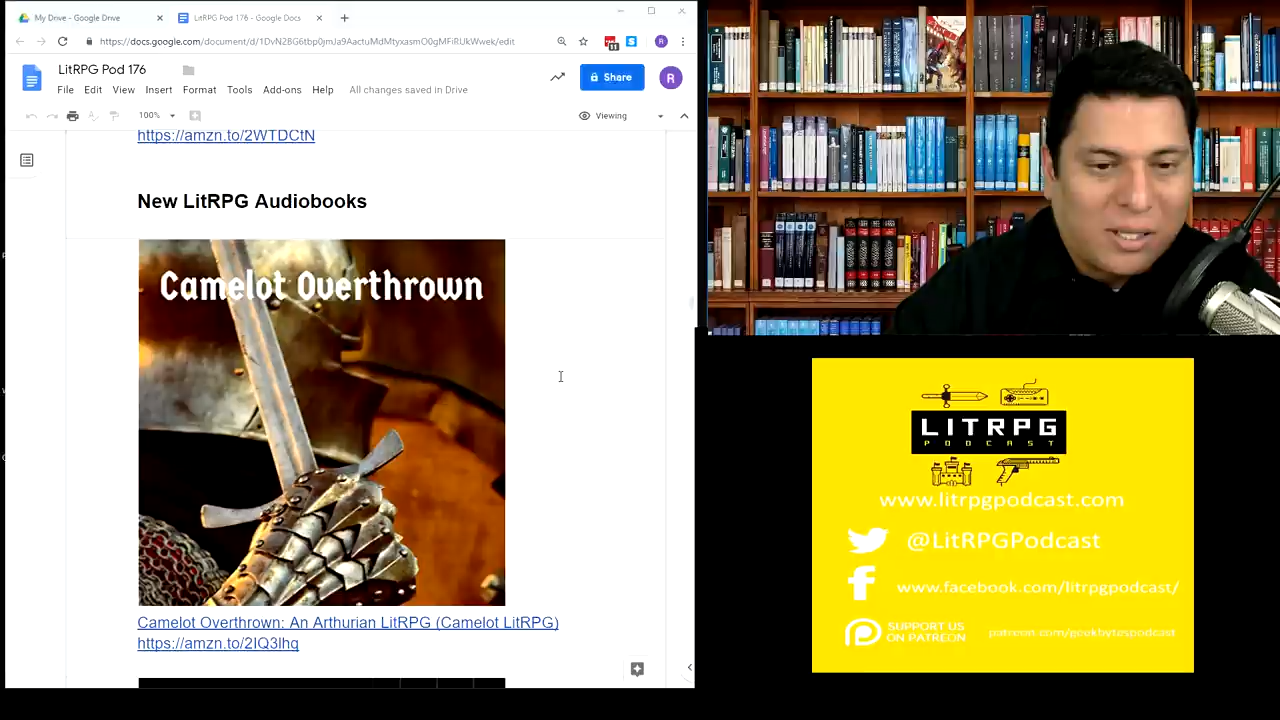 My Drive - Google Drive
LitRPG Pod 176 - Google Docs
https://docs.google.com/document/d/1DvN2BG6tbp0jmJa9AactuMdMtyxasmO0gMFiRUkWwek/edit
LitRPG Pod 176
File Edit View Insert Format Tools Add-ons Help All changes saved in Drive
Share
R
100%
Viewing
https://amzn.to/2WTDCtN
New LitRPG Audiobooks
Camelot Overthrown
Camelot Overthrown: An Arthurian LitRPG (Camelot LitRPG)
https://amzn.to/2IQ3lhq
LITRPG
PODCAST
www.litrpgpodcast.com
@LitRPGPodcast
www.facebook.com/litrpgpodcast/
SUPPORT US
ON PATREON
patreon.com/geekbytespodcast